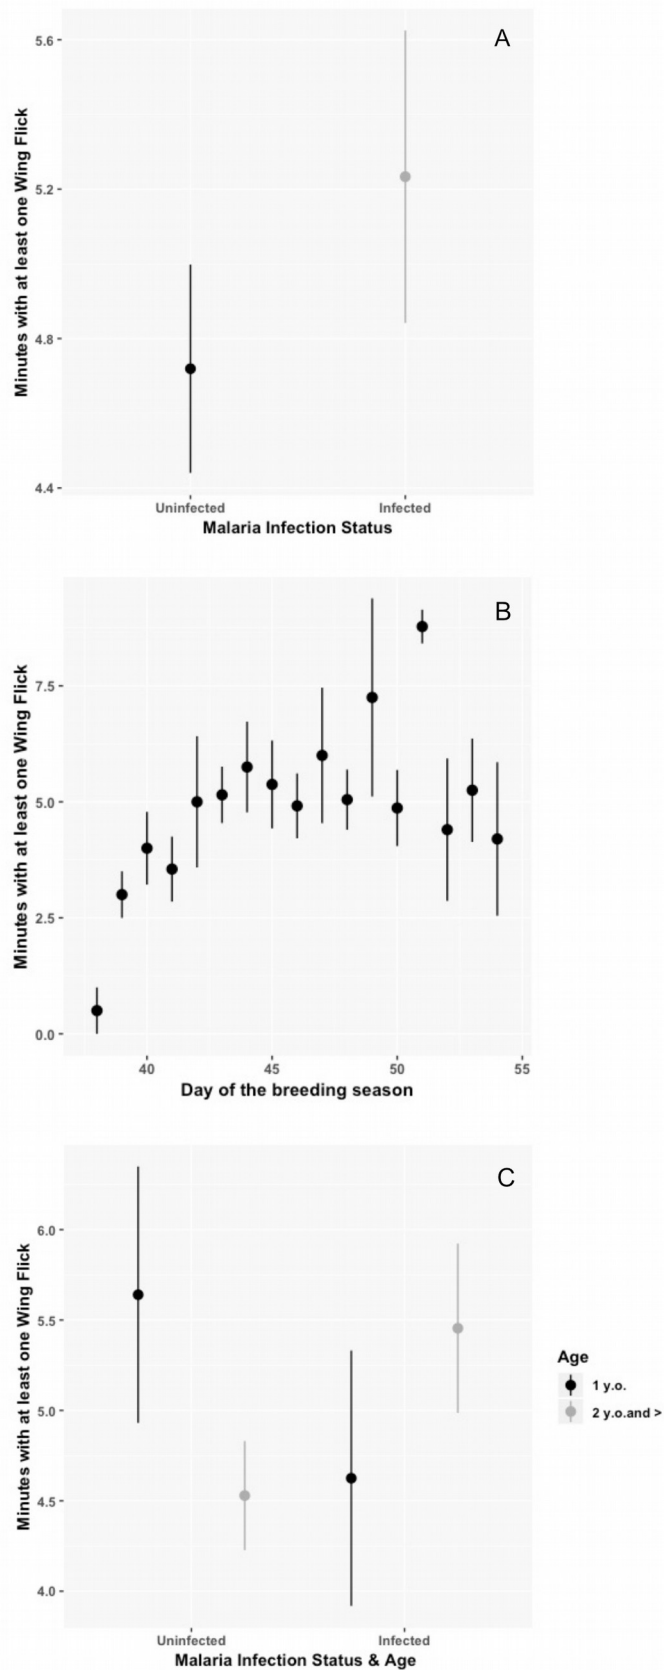 A
Minutes with at least one Wing Flick
5.6
5.2
4.8
4.4
Uninfected Infected
Malaria Infection Status
B
Minutes with at least one Wing Flick
7.5
5.0
2.5
0.0
40 45 50 55
Day of the breeding season
C
Minutes with at least one Wing Flick
6.0
5.5
5.0
4.5
4.0
Uninfected Infected
Malaria Infection Status & Age
Age
1 y.o.
2 y.o.and >